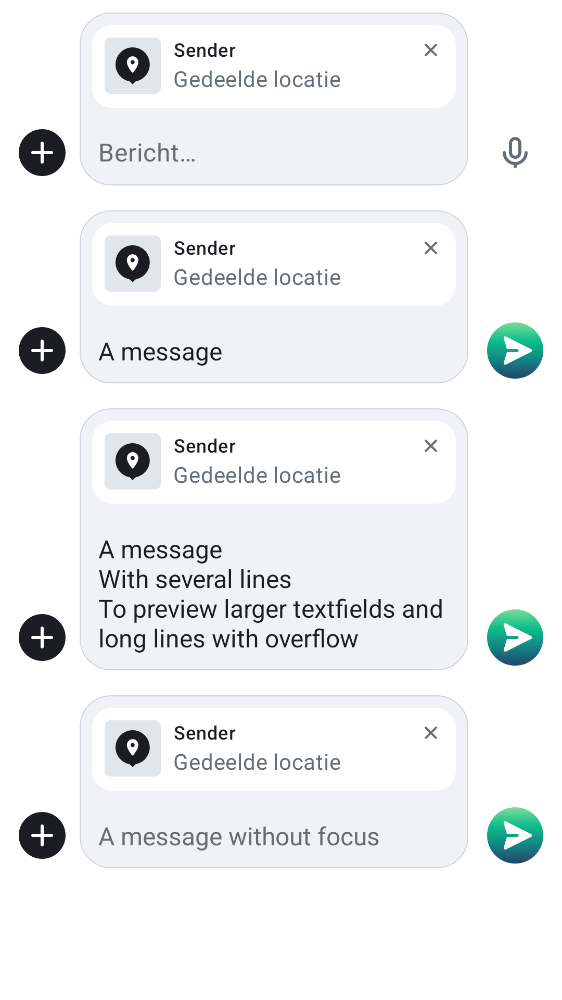 Sender
Gedeelde locatie
Bericht…
Sender
Gedeelde locatie
A message
Sender
Gedeelde locatie
A message
With several lines
To preview larger textfields and
long lines with overflow
Sender
Gedeelde locatie
A message without focus